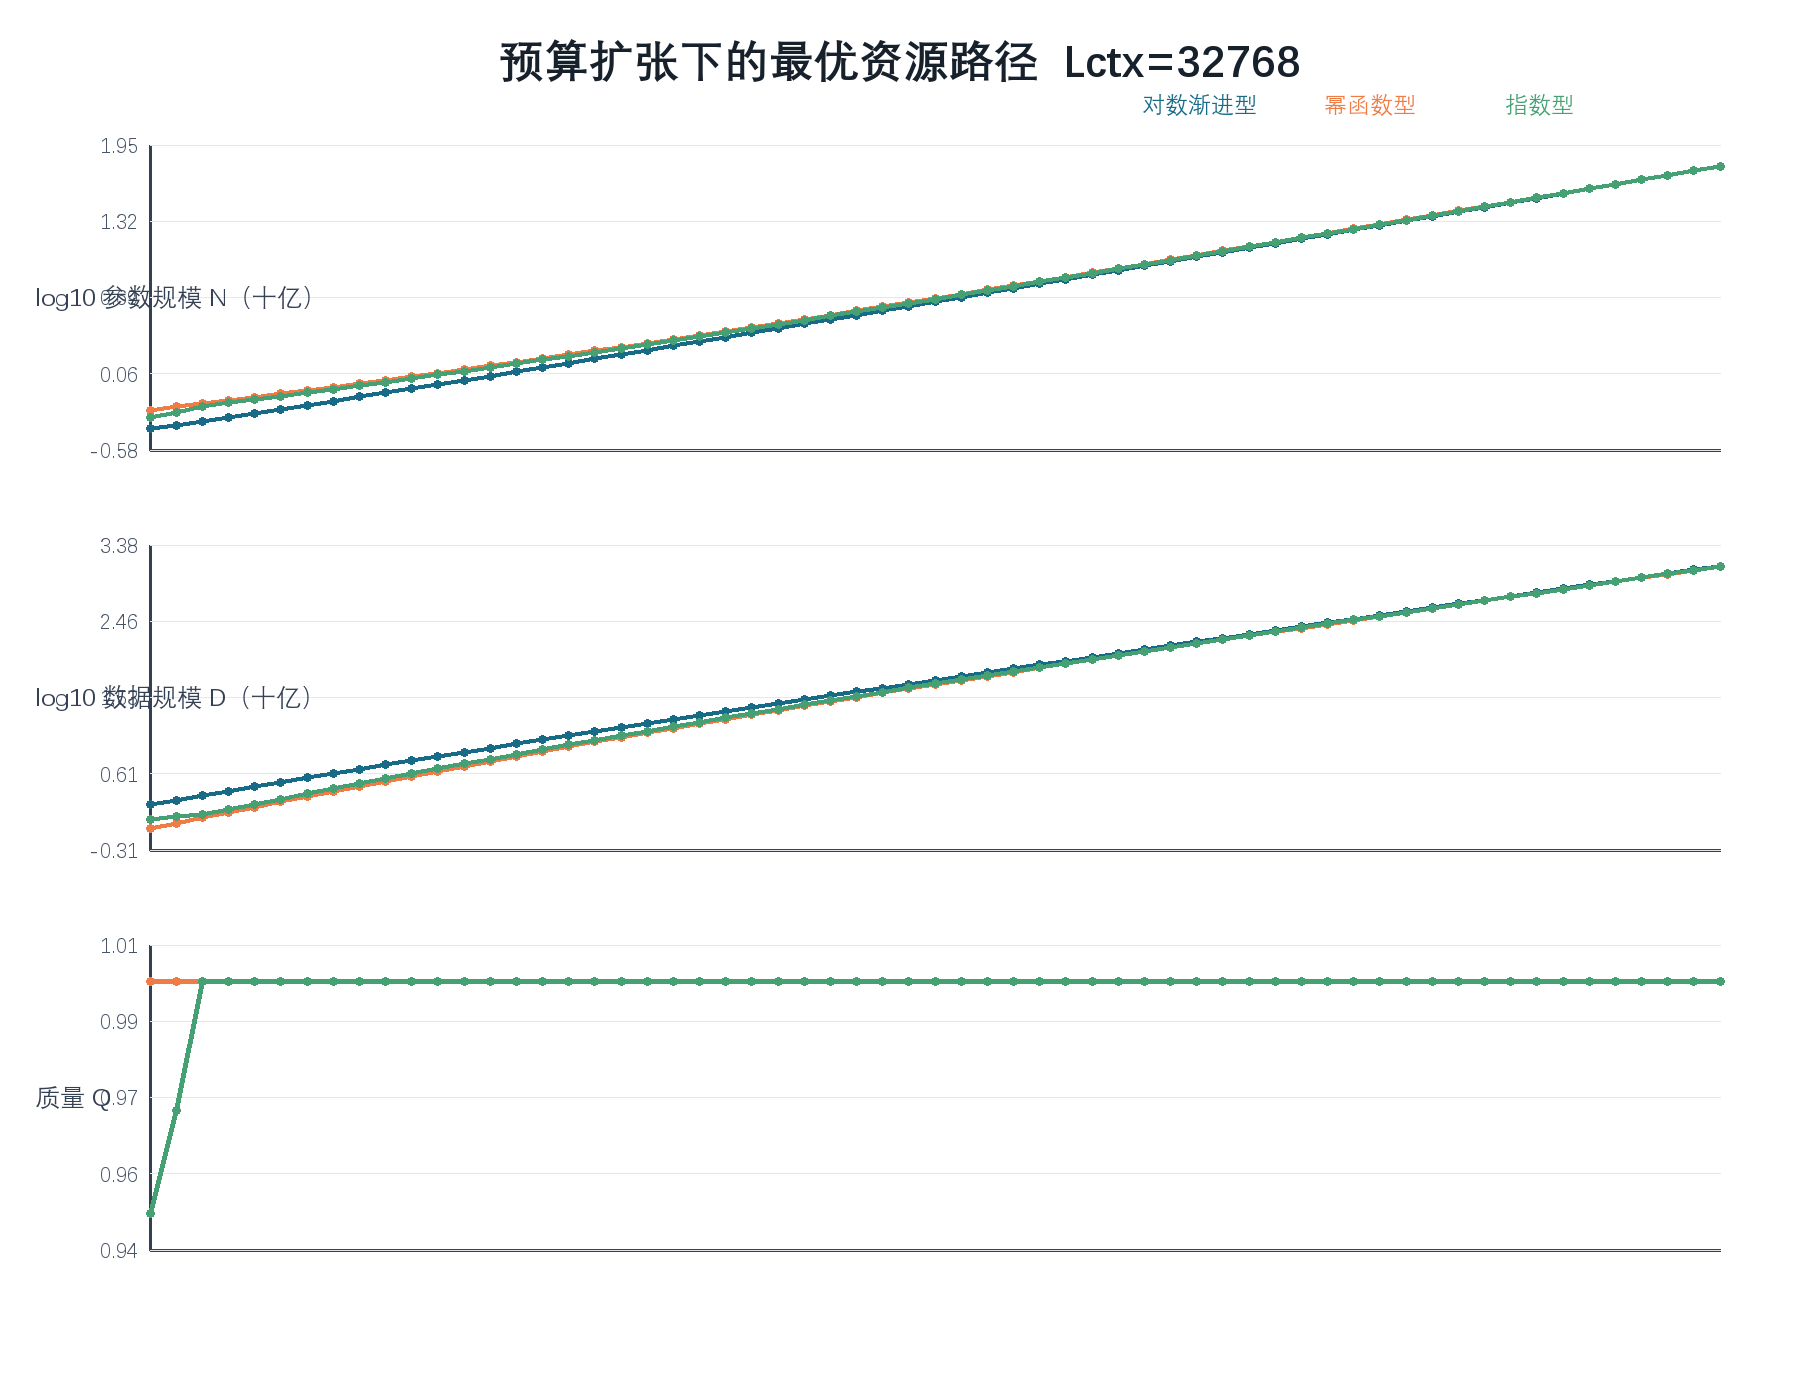 预算扩张下的最优资源路径 Lctx=32768
对数渐进型 幂函数型 指数型
1.95
1.32
log10 参数规模 N（十亿）
0.06
-0.58
3.38
2.46
log10 数据规模 D（十亿）
0.61
-0.31
1.01
0.99
质量 Q
0.97
0.96
0.94